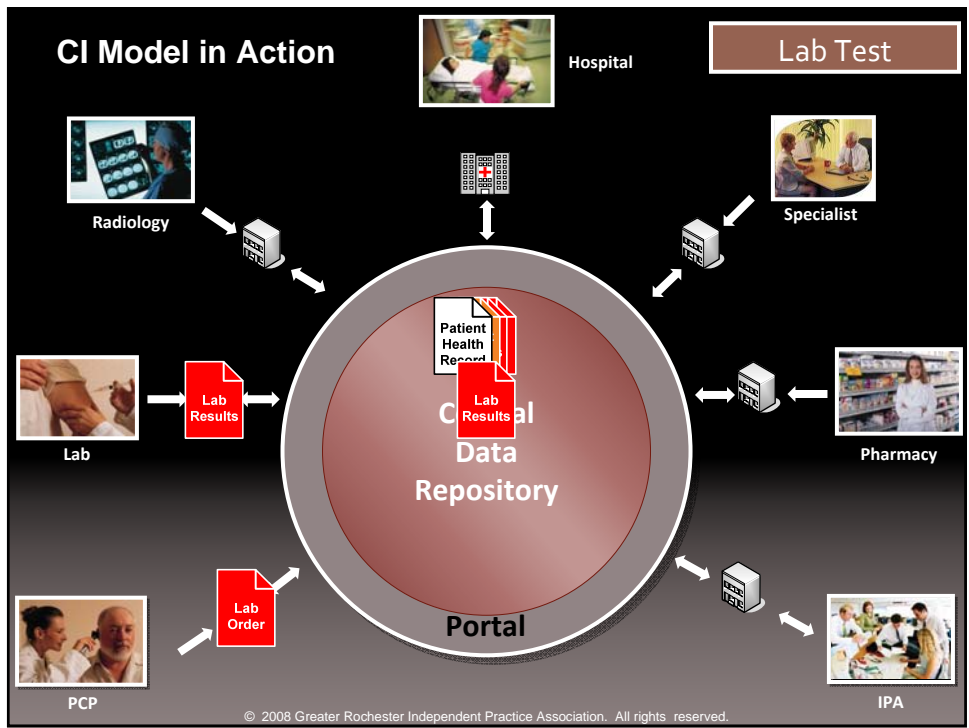 CI Model in Action
Lab Test
Hospital
Radiology
Specialist
Patient
Health
Record
Lab
Results
Lab
Results
Data
Repository
Lab
Pharmacy
Lab
Order
Portal
PCP
IPA
© 2008 Greater Rochester Independent Practice Association. All rights reserved.